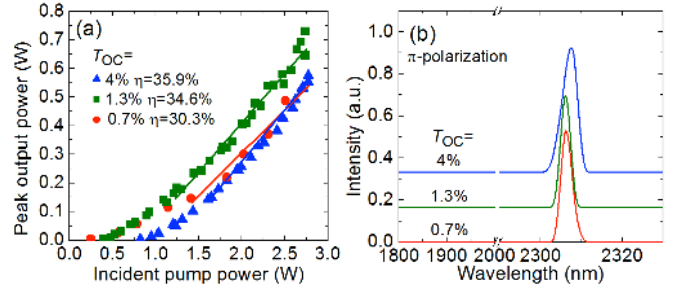 (a)
T_OC=
4% η=35.9%
1.3% η=34.6%
0.7% η=30.3%
Peak output power (W)
0.8
0.7
0.6
0.5
0.4
0.3
0.2
0.1
0.0
0.0 0.5 1.0 1.5 2.0 2.5 3.0
Incident pump power (W)
(b)
π-polarization
T_OC=
4%
1.3%
0.7%
Intensity (a.u.)
1.0
0.8
0.6
0.4
0.2
0.0
1800 1900 2000 2300 2320
Wavelength (nm)